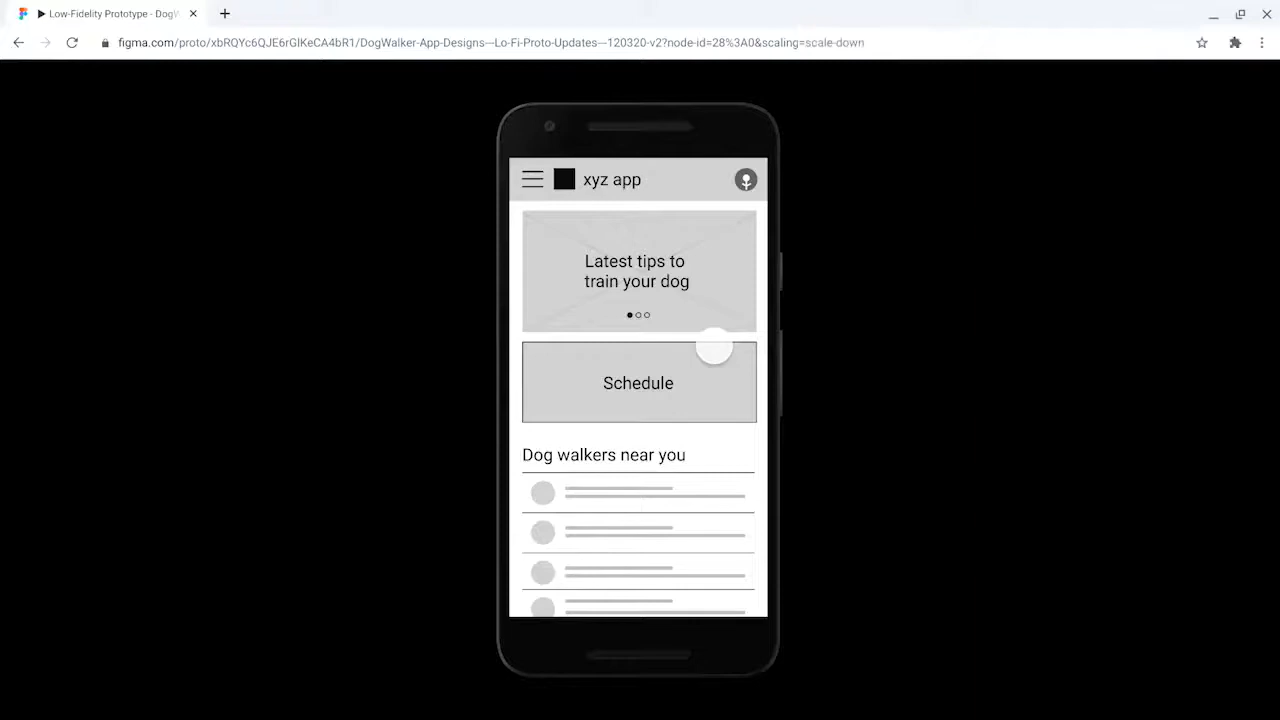 Low-Fidelity Prototype - Dog
figma.com/proto/xbRQYc6QJE6rGIKeCA4bR1/DogWalker-App-Designs---Lo-Fi-Proto-Updates---120320-v2?node-id=28%3A0&scaling=scale-down
xyz app
Latest tips to
train your dog
Schedule
Dog walkers near you